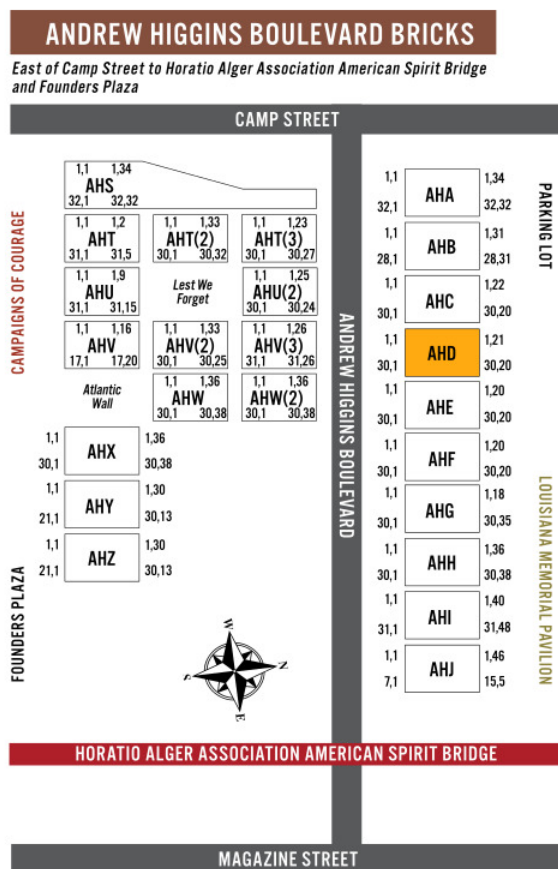 ANDREW HIGGINS BOULEVARD BRICKS
East of Camp Street to Horatio Alger Association American Spirit Bridge
and Founders Plaza
CAMP STREET
CAMPAIGNS OF COURAGE
FOUNDERS PLAZA
1,1 1,34
AHS
32,1 32,32
1,1 1,2
AHT
31,1 31,5
1,1 1,33
AHT(2)
30,1 30,32
1,1 1,23
AHT(3)
30,1 30,27
1,1 1,9
AHU
31,1 31,15
Lest We
Forget
1,1 1,25
AHU(2)
30,1 30,24
1,1 1,16
AHV
17,1 17,20
1,1 1,33
AHV(2)
30,1 30,25
1,1 1,26
AHV(3)
31,1 31,26
Atlantic
Wall
1,1 1,36
AHW
30,1 30,38
1,1 1,36
AHW(2)
30,1 30,38
1,1 1,36
AHX
30,1 30,38
1,1 1,30
AHY
21,1 30,13
1,1 1,30
AHZ
21,1 30,13
W
N
S
E
ANDREW HIGGINS BOULEVARD
1,1 1,34
AHA
32,1 32,32
1,1 1,31
AHB
28,1 28,31
1,1 1,22
AHC
30,1 30,20
1,1 1,21
AHD
30,1 30,20
1,1 1,20
AHE
30,1 30,20
1,1 1,20
AHF
30,1 30,20
1,1 1,18
AHG
30,1 30,35
1,1 1,36
AHH
30,1 30,38
1,1 1,40
AHI
31,1 31,48
1,1 1,46
AHJ
7,1 15,5
PARKING LOT
LOUISIANA MEMORIAL PAVILION
HORATIO ALGER ASSOCIATION AMERICAN SPIRIT BRIDGE
MAGAZINE STREET